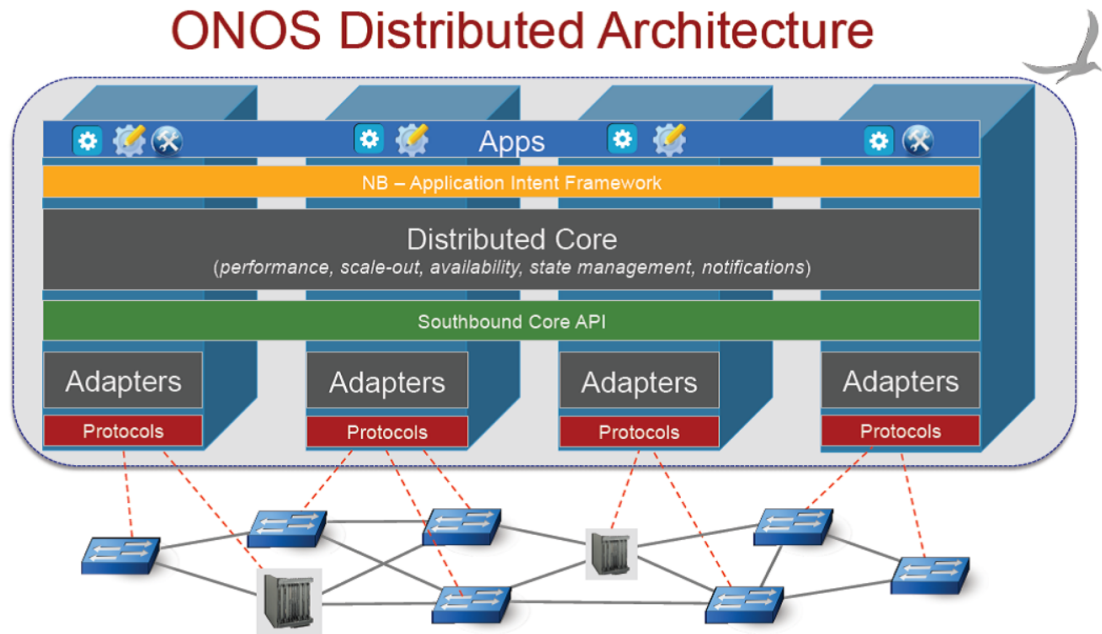 ONOS Distributed Architecture
Apps
NB – Application Intent Framework
Distributed Core
(performance, scale-out, availability, state management, notifications)
Southbound Core API
Adapters
Adapters
Adapters
Adapters
Protocols
Protocols
Protocols
Protocols